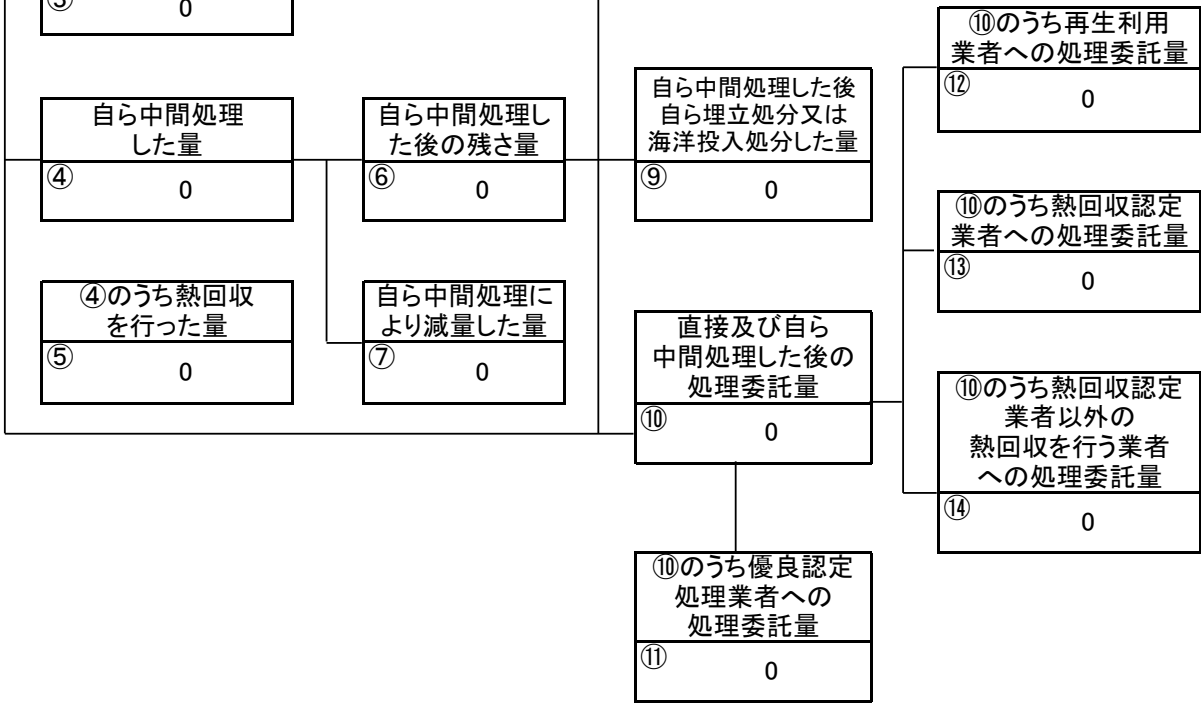 ③
0
自ら中間処理
した量
④
0
④のうち熱回収
を行った量
⑤
0
自ら中間処理し
た後の残さ量
⑥
0
自ら中間処理に
より減量した量
⑦
0
自ら中間処理した後
自ら埋立処分又は
海洋投入処分した量
⑨
0
直接及び自ら
中間処理した後の
処理委託量
⑩
0
⑩のうち優良認定
処理業者への
処理委託量
⑪
0
⑩のうち再生利用
業者への処理委託量
⑫
0
⑩のうち熱回収認定
業者への処理委託量
⑬
0
⑩のうち熱回収認定
業者以外の
熱回収を行う業者
への処理委託量
⑭
0